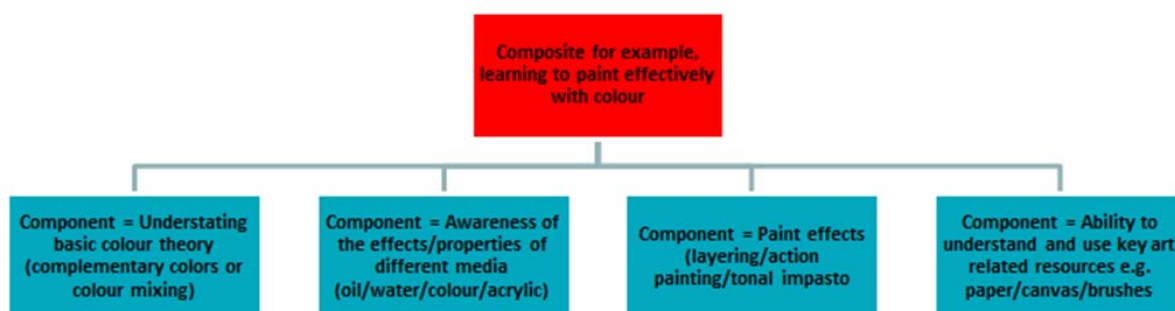 Composite for example,
learning to paint effectively
with colour
Component = Understating
basic colour theory
(complementary colors or
colour mixing)
Component = Awareness of
the effects/properties of
different media
(oil/water/colour/acrylic)
Component = Paint effects
(layering/action
painting/tonal impasto
Component = Ability to
understand and use key art
related resources e.g.
paper/canvas/brushes